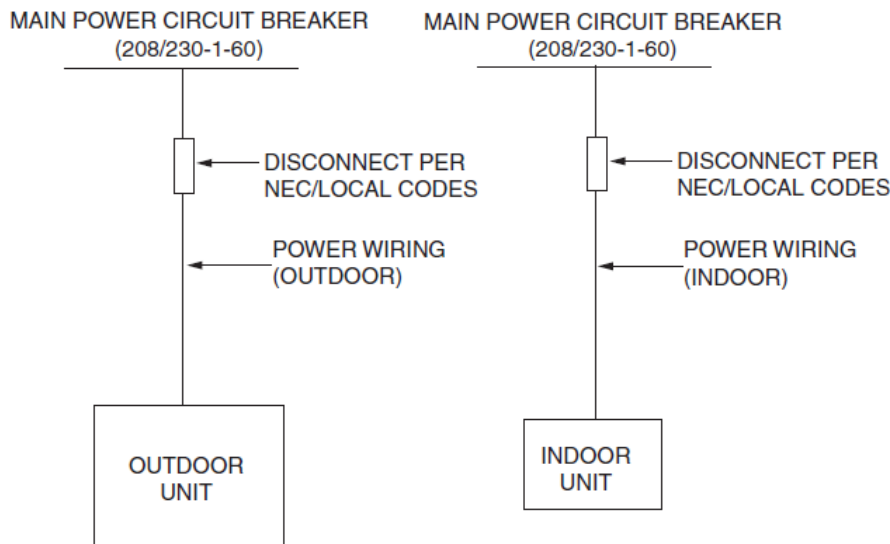 MAIN POWER CIRCUIT BREAKER
(208/230-1-60)
DISCONNECT PER
NEC/LOCAL CODES
POWER WIRING
(OUTDOOR)
OUTDOOR
UNIT
MAIN POWER CIRCUIT BREAKER
(208/230-1-60)
DISCONNECT PER
NEC/LOCAL CODES
POWER WIRING
(INDOOR)
INDOOR
UNIT